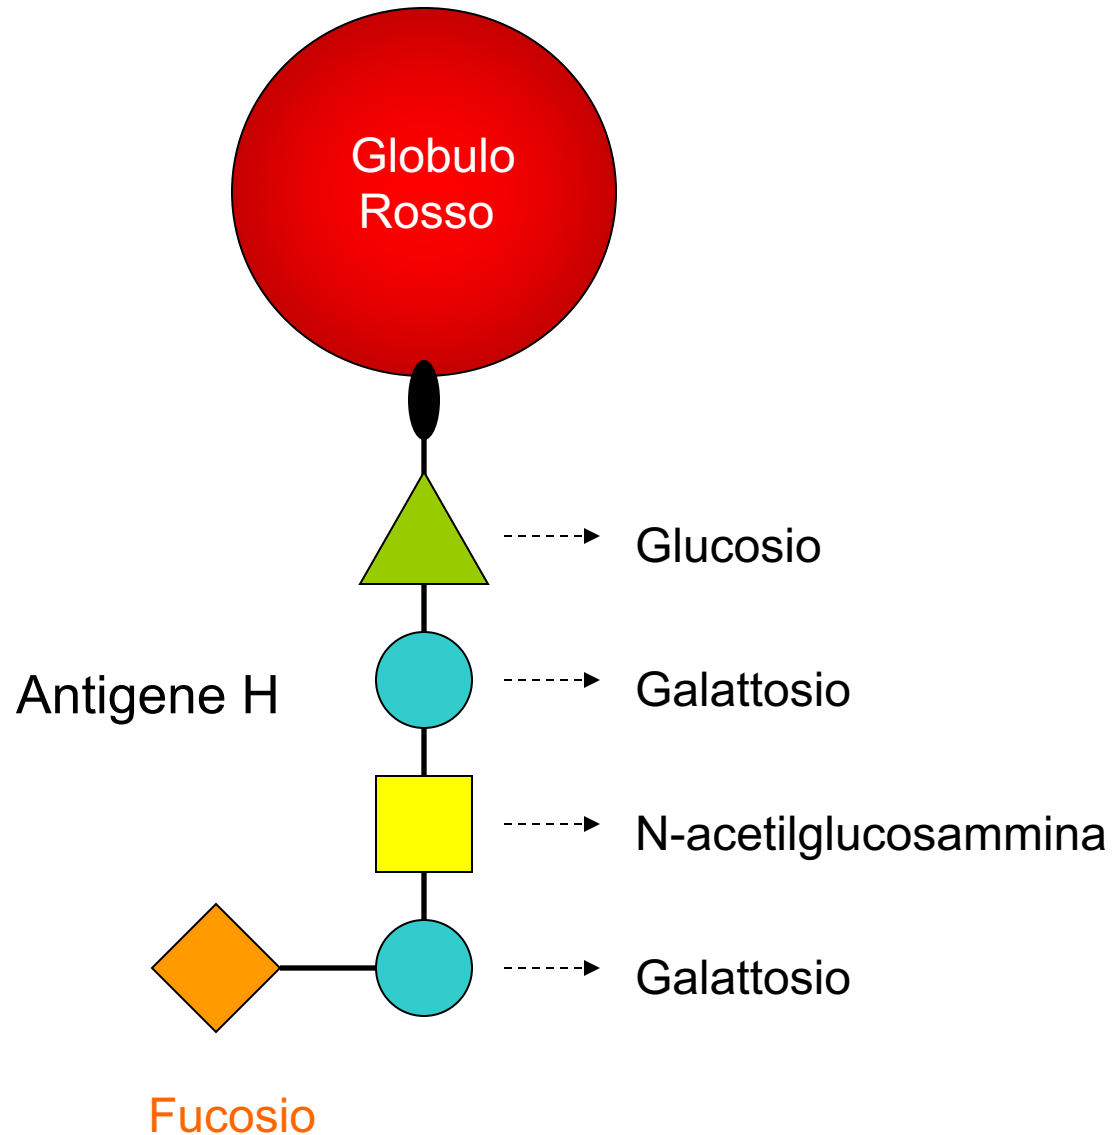 Globulo
Rosso
Glucosio
Antigene H
Galattosio
N-acetilglucosammina
Galattosio
Fucosio